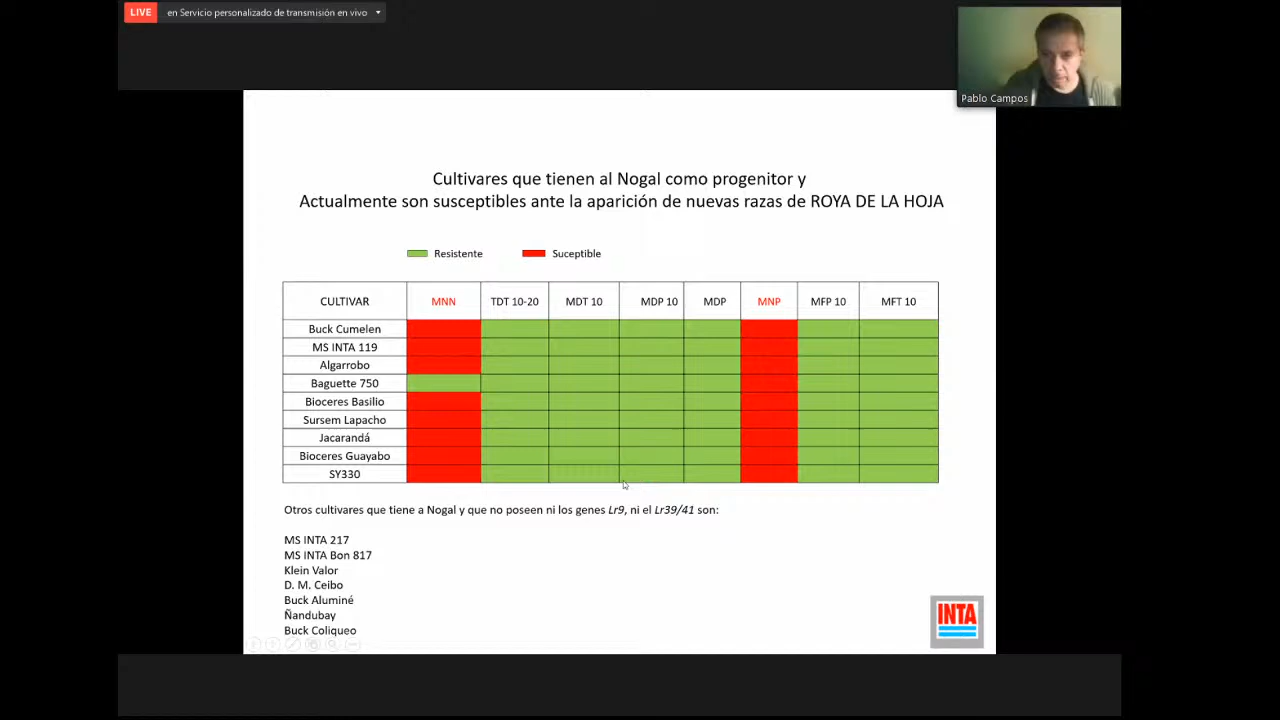 LIVE en Servicio personalizado de transmisión en vivo
Pablo Campos
Cultivares que tienen al Nogal como progenitor y
Actualmente son susceptibles ante la aparición de nuevas razas de ROYA DE LA HOJA
Resistente Suceptible
CULTIVAR MNN TDT 10-20 MDT 10 MDP 10 MDP MNP MFP 10 MFT 10
Buck Cumelen
MS INTA 119
Algarrobo
Baguette 750
Bioceres Basilio
Sursem Lapacho
Jacarandá
Bioceres Guayabo
SY330
Otros cultivares que tiene a Nogal y que no poseen ni los genes Lr9, ni el Lr39/41 son:
MS INTA 217
MS INTA Bon 817
Klein Valor
D. M. Ceibo
Buck Aluminé
Ñandubay
Buck Coliqueo
INTA